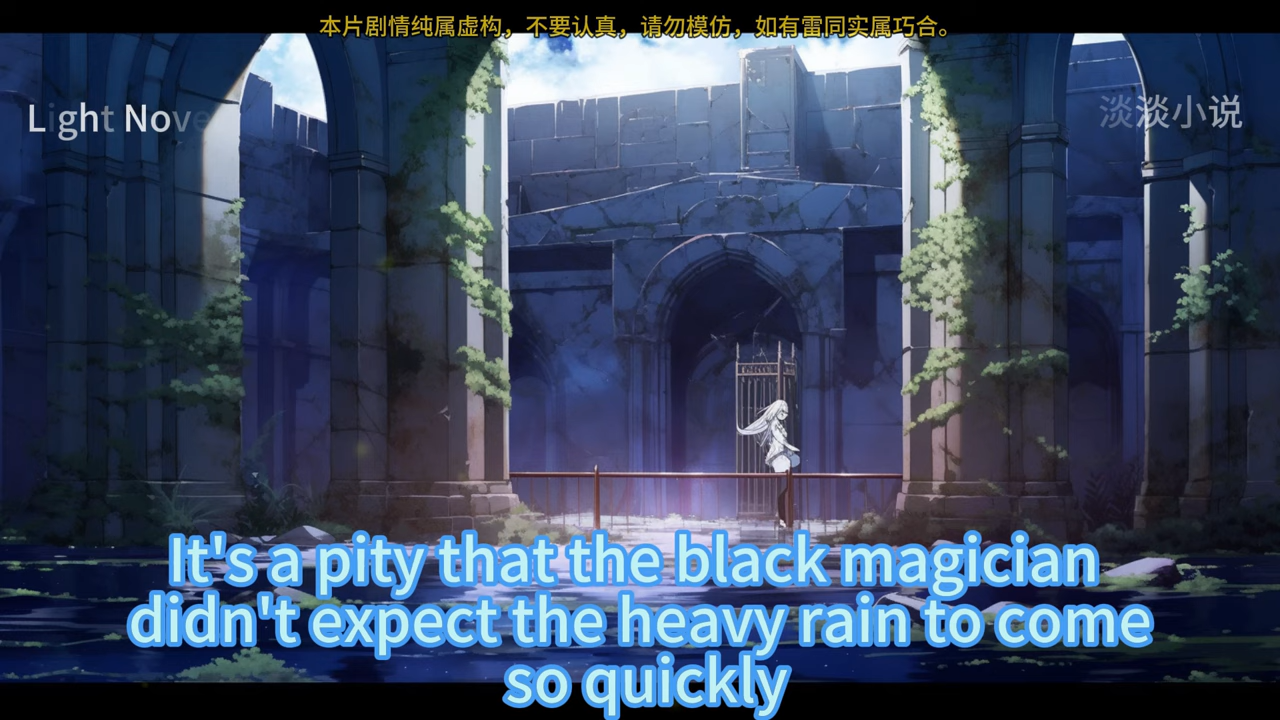 本片剧情纯属虚构，不要认真，请勿模仿，如有雷同实属巧合。
Light Nove
淡淡小说
It's a pity that the black magician
didn't expect the heavy rain to come
so quickly